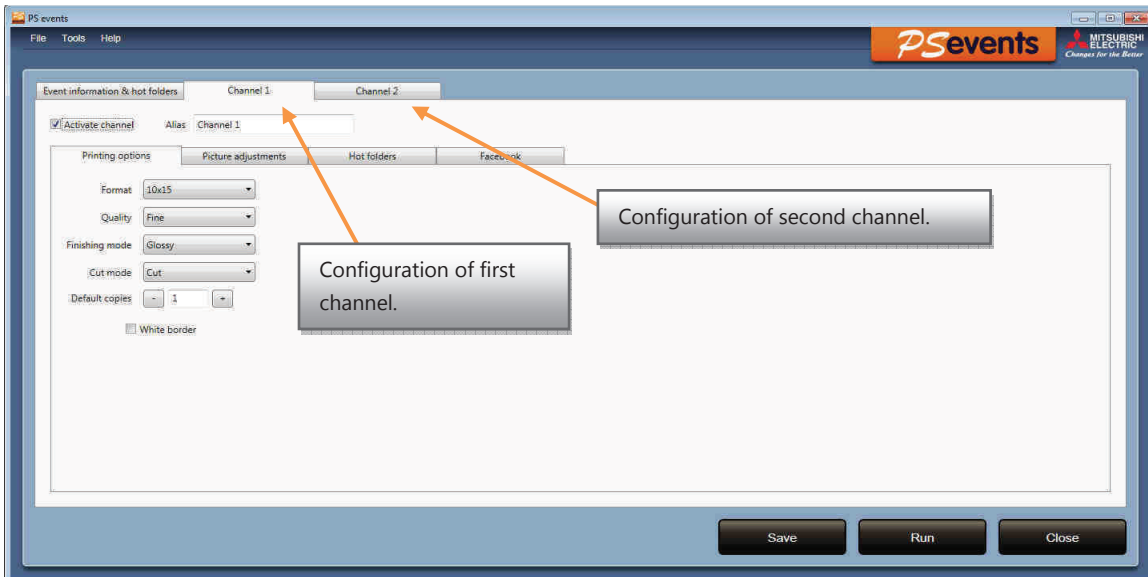 PS events
File Tools Help
PSevents
MITSUBISHI
ELECTRIC
Changes for the Better
Event information & hot folders Channel 1 Channel 2
Activate channel Alias Channel 1
Printing options Picture adjustments Hot folders Facebook
Format 10x15
Quality Fine
Finishing mode Glossy
Cut mode Cut
Default copies - 1 +
White border
Configuration of second channel.
Configuration of first
channel.
Save Run Close